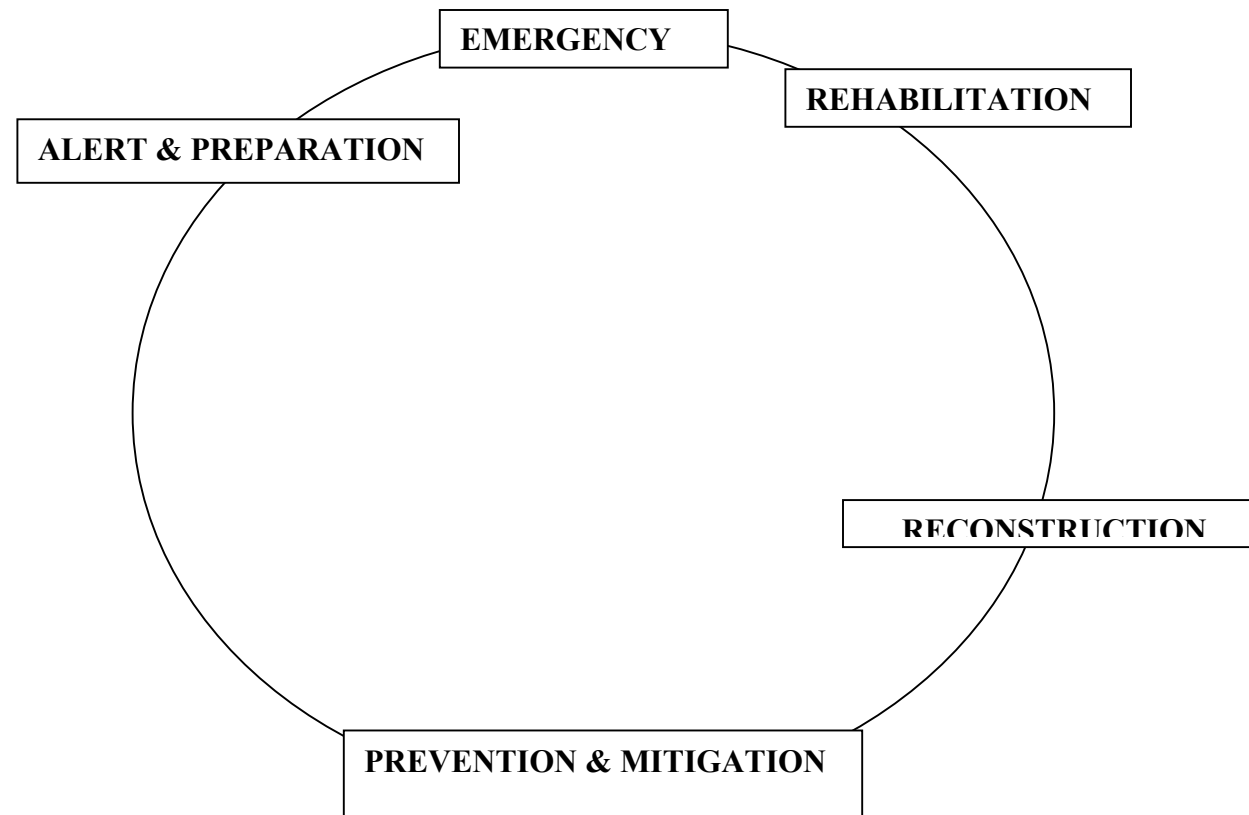 EMERGENCY
REHABILITATION
ALERT & PREPARATION
RECONSTRUCTION
PREVENTION & MITIGATION